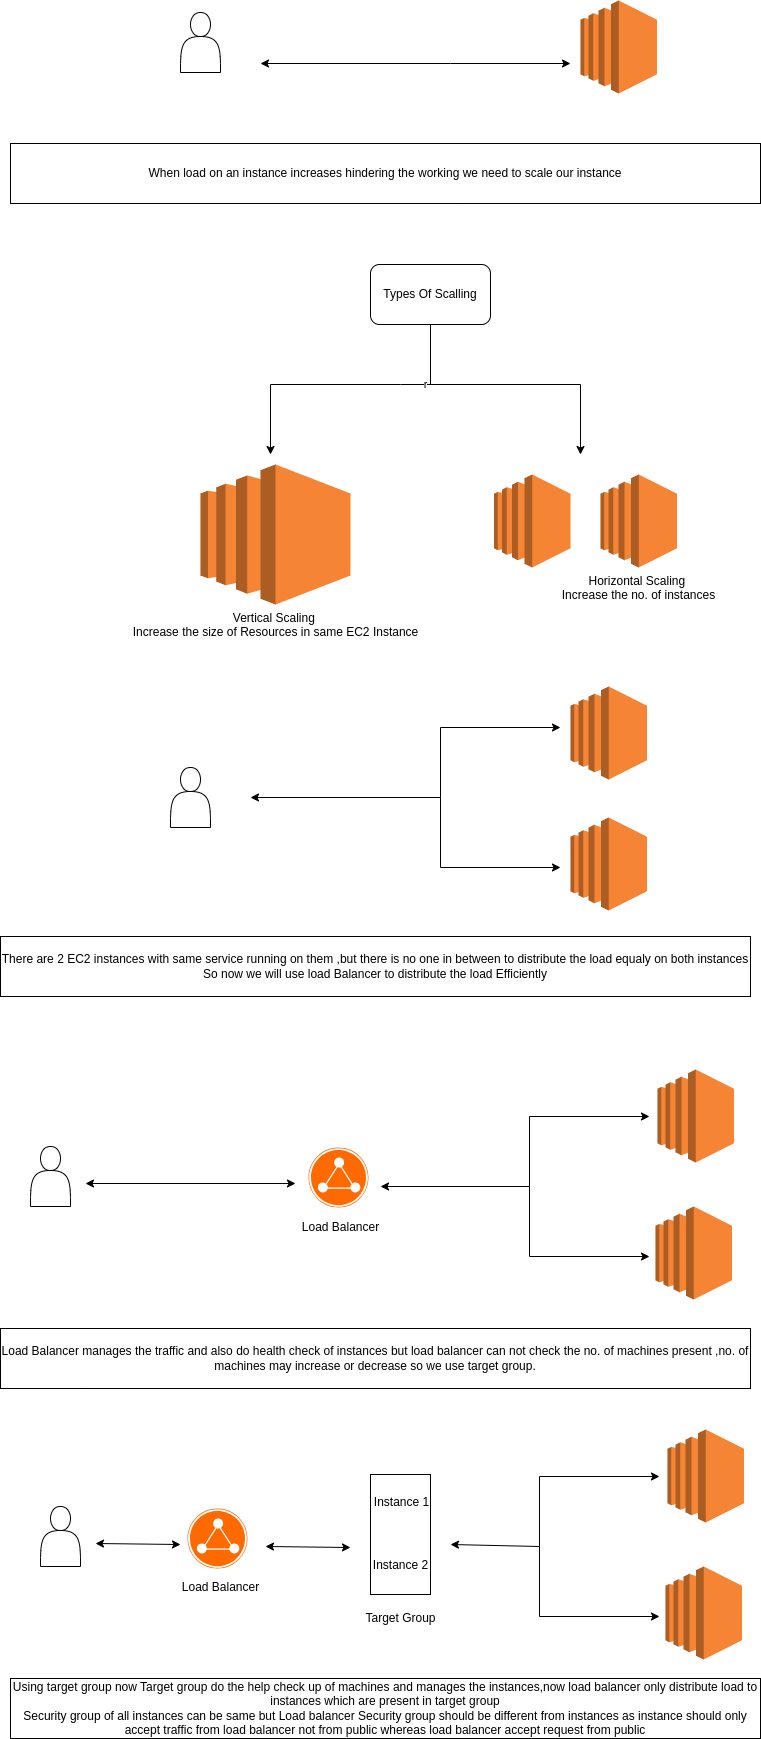 When load on an instance increases hindering the working we need to scale our instance
Types Of Scalling
r
Vertical Scaling
Increase the size of Resources in same EC2 Instance
Horizontal Scaling
Increase the no. of instances
There are 2 EC2 instances with same service running on them ,but there is no one in between to distribute the load equaly on both instances
So now we will use load Balancer to distribute the load Efficiently
Load Balancer
Load Balancer manages the traffic and also do health check of instances but load balancer can not check the no. of machines present ,no. of
machines may increase or decrease so we use target group.
Instance 1
Instance 2
Load Balancer
Target Group
Using target group now Target group do the help check up of machines and manages the instances,now load balancer only distribute load to
instances which are present in target group
Security group of all instances can be same but Load balancer Security group should be different from instances as instance should only
accept traffic from load balancer not from public whereas load balancer accept request from public